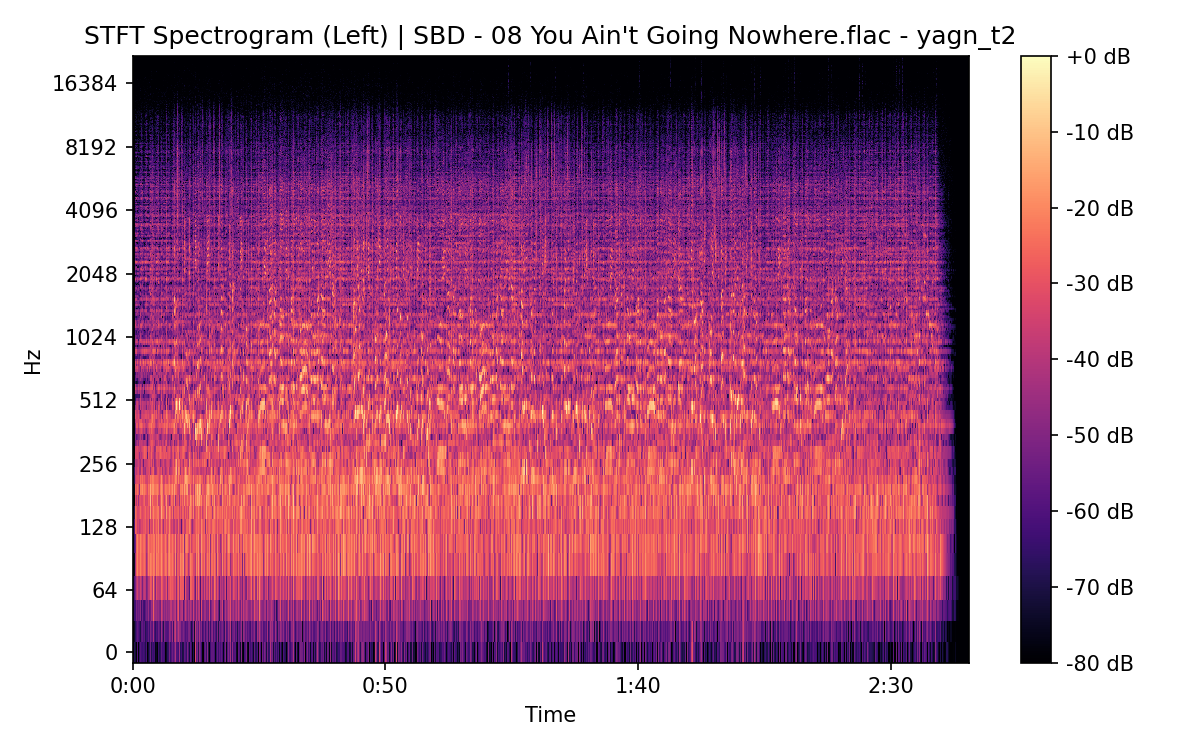 STFT Spectrogram (Left) | SBD - 08 You Ain't Going Nowhere.flac - yagn_t2
16384
8192
4096
2048
1024
512
256
128
64
0
Hz
0:00
0:50
1:40
2:30
Time
+0 dB
-10 dB
-20 dB
-30 dB
-40 dB
-50 dB
-60 dB
-70 dB
-80 dB